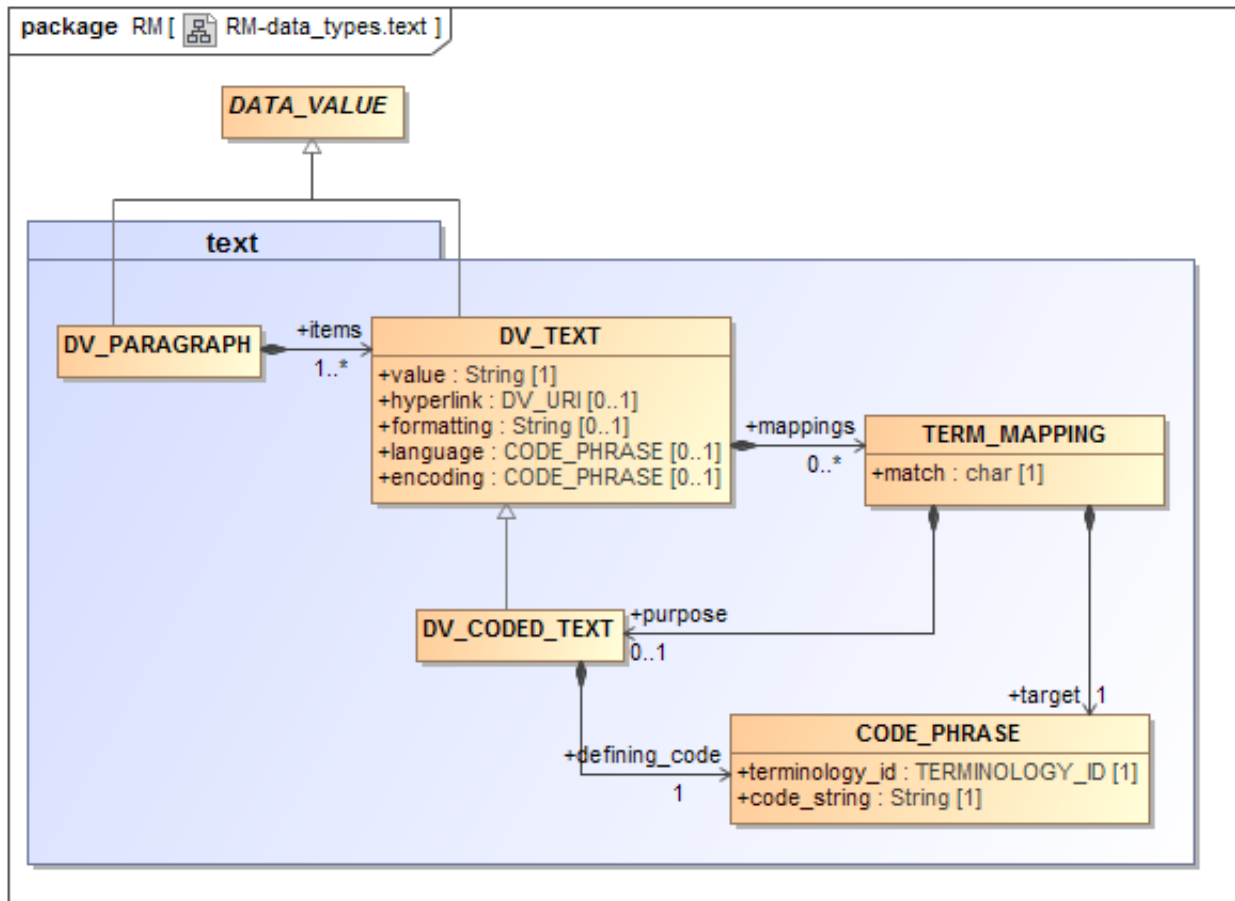 package RM [ RM-data_types.text ]
DATA_VALUE
text
DV_PARAGRAPH
+items
1..*
DV_TEXT
+value : String [1]
+hyperlink : DV_URI [0..1]
+formatting : String [0..1]
+language : CODE_PHRASE [0..1]
+encoding : CODE_PHRASE [0..1]
+mappings
0..*
TERM_MAPPING
+match : char [1]
DV_CODED_TEXT
+purpose
0..1
+target 1
+defining_code
1
CODE_PHRASE
+terminology_id : TERMINOLOGY_ID [1]
+code_string : String [1]